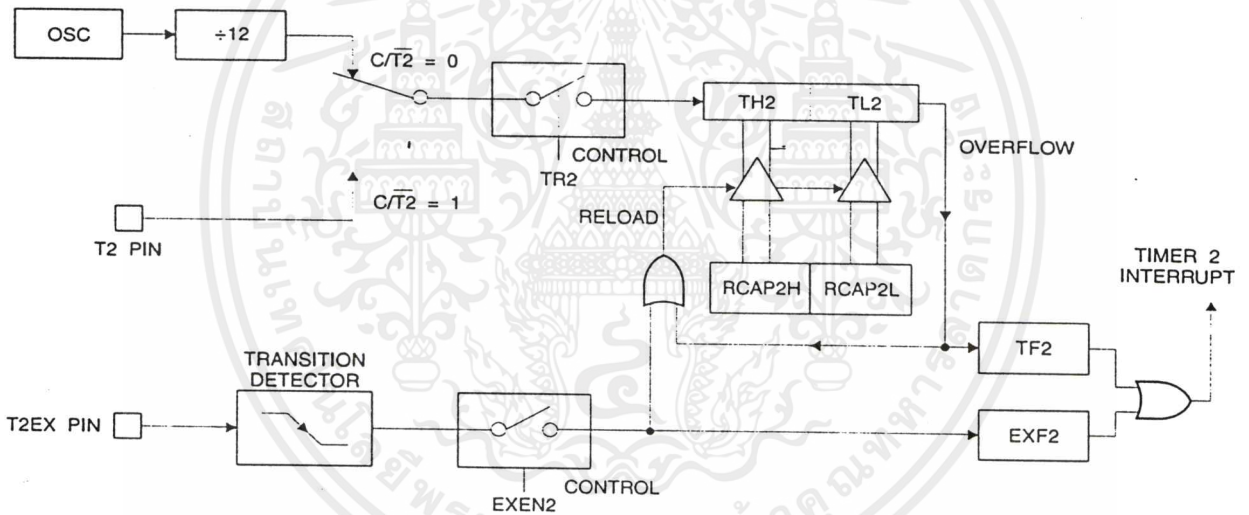 OSC
÷12
C/T2̅ = 0
TH2
TL2
OVERFLOW
CONTROL
TR2
C/T2̅ = 1
T2 PIN
RELOAD
RCAP2H
RCAP2L
TIMER 2
INTERRUPT
TF2
TRANSITION
DETECTOR
T2EX PIN
EXF2
CONTROL
EXEN2